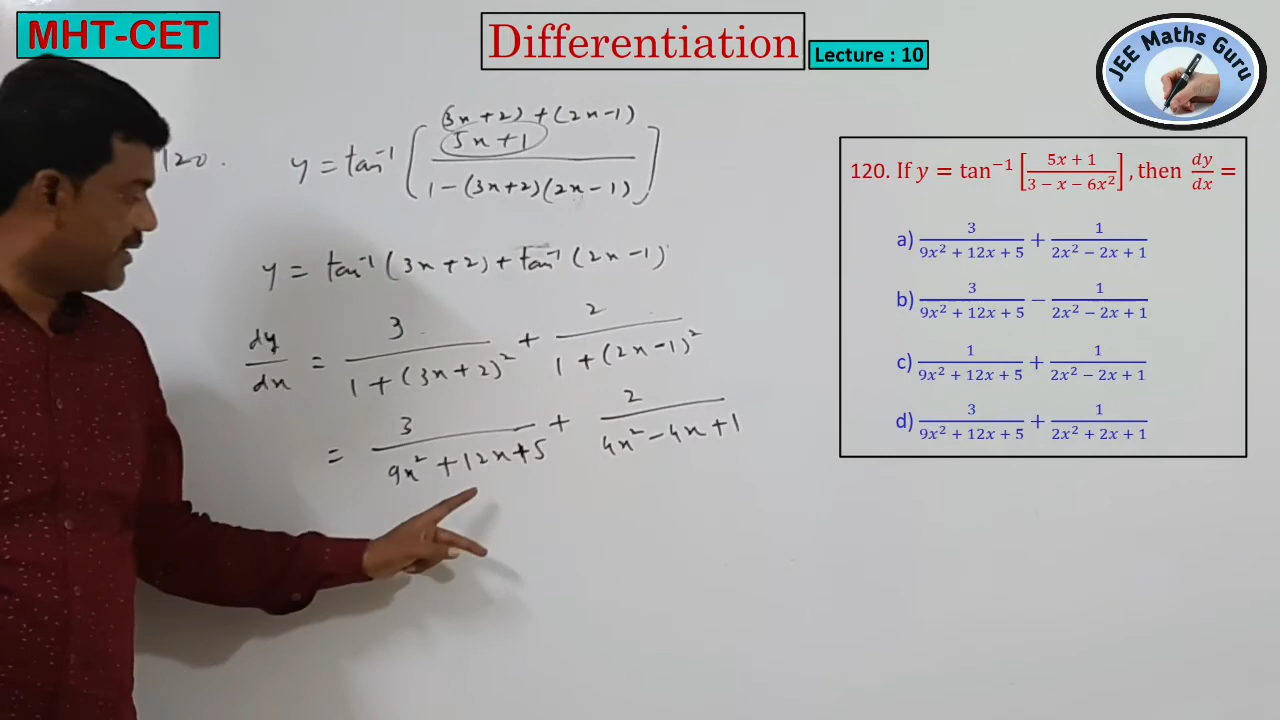 MHT-CET
Differentiation
Lecture : 10
JEE Maths Guru
120.
(3x+2)+(2x-1)
y = tan⁻¹ [ 5x+1 / 1-(3x+2)(2x-1) ]
y = tan⁻¹(3x+2) + tan⁻¹(2x-1)
dy/dx = 3/(1+(3x+2)²) + 2/(1+(2x-1)²)
= 3/(9x²+12x+5) + 2/(4x²-4x+1)
120. If y = tan⁻¹ [ (5x + 1)/(3 − x − 6x²) ], then dy/dx =
a) 3/(9x² + 12x + 5) + 1/(2x² − 2x + 1)
b) 3/(9x² + 12x + 5) − 1/(2x² − 2x + 1)
c) 1/(9x² + 12x + 5) + 1/(2x² − 2x + 1)
d) 3/(9x² + 12x + 5) + 1/(2x² + 2x + 1)